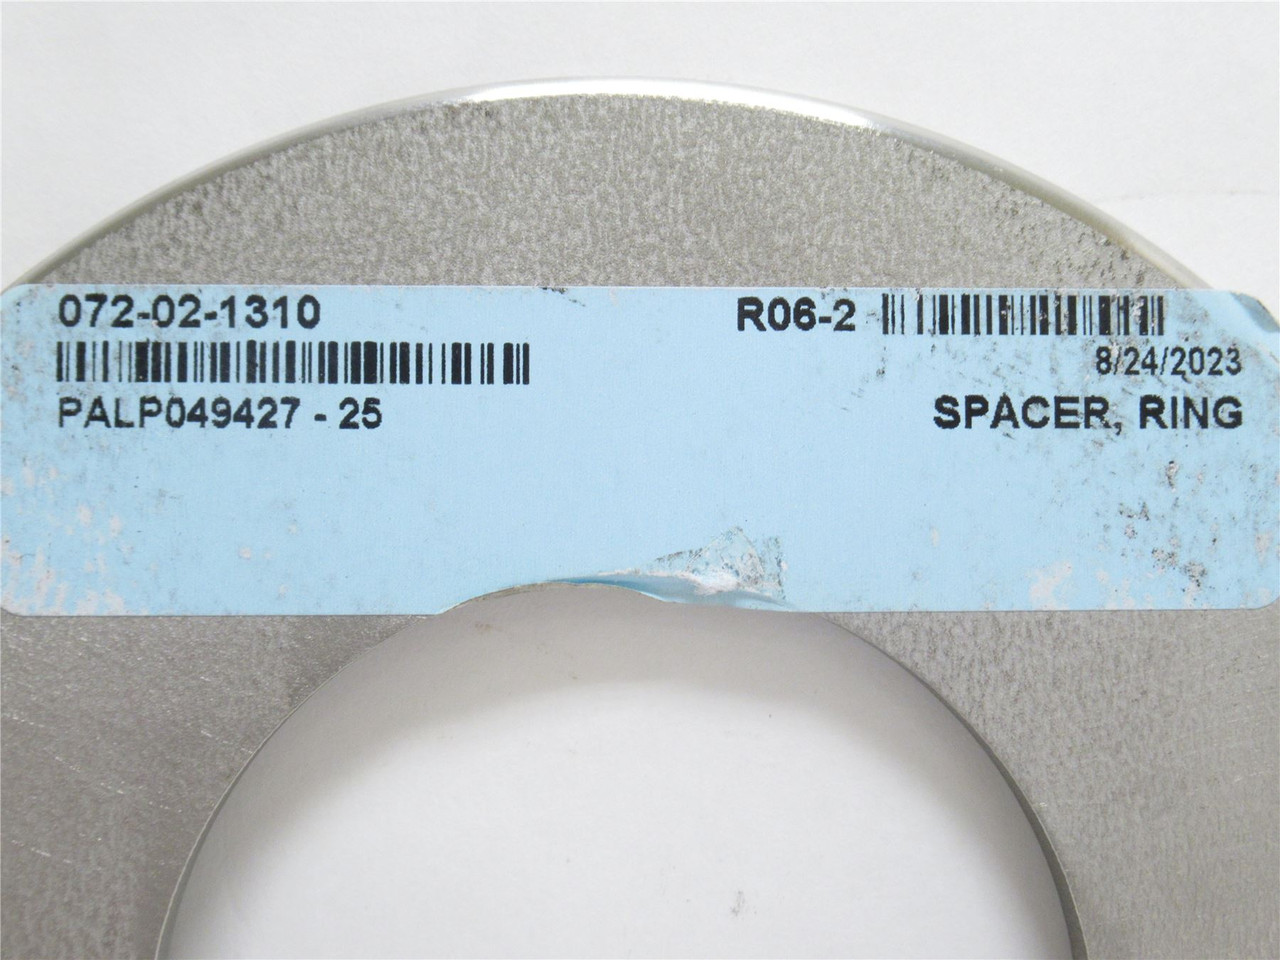 072-02-1310
R06-2
8/24/2023
PALP049427 - 25
SPACER, RING